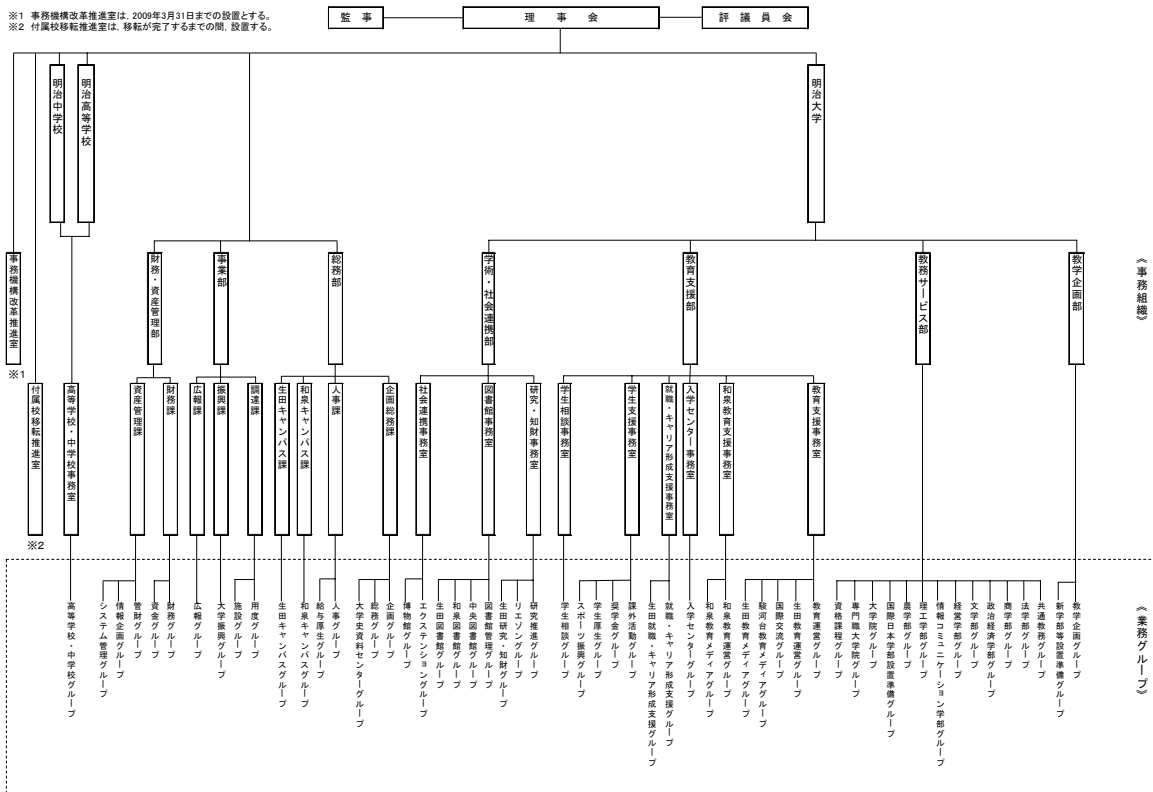 ※1 事務機構改革推進室は、2009年3月31日までの設置とする。
※2 付属校移転推進室は、移転が完了するまでの間、設置する。
監事
理事会
評議員会
明治中学校
明治高等学校
明治大学
事務機構改革推進室
※1
財務・資産管理部
事業部
総務部
学術・社会連携部
教育支援部
教務サービス部
教学企画部
《事務組織》
付属校移転推進室
※2
高等学校・中学校事務室
資産管理課
財務課
広報課
振興課
調達課
生田キャンパス課
和泉キャンパス課
人事課
企画総務課
社会連携事務室
図書館事務室
研究・知財事務室
学生相談事務室
学生支援事務室
就職・キャリア形成支援事務室
入学センター事務室
和泉教育支援事務室
教育支援事務室
高等学校・中学校グループ
システム管理グループ
情報企画グループ
管財グループ
資金グループ
財務グループ
広報グループ
大学振興グループ
施設グループ
用度グループ
生田キャンパスグループ
和泉キャンパスグループ
給与厚生グループ
人事グループ
大学史資料センターグループ
総務グループ
企画グループ
博物館グループ
エクステンショングループ
生田図書館グループ
和泉図書館グループ
中央図書館グループ
図書館管理グループ
生田研究・知財グループ
リエゾングループ
研究推進グループ
学生相談グループ
スポーツ振興グループ
学生厚生グループ
奨学金グループ
課外活動グループ
生田就職・キャリア形成支援グループ
就職・キャリア形成支援グループ
入学センターグループ
和泉教育メディアグループ
和泉教育運営グループ
生田教育メディアグループ
駿河台教育メディアグループ
国際交流グループ
生田教育運営グループ
教育運営グループ
資格課程グループ
専門職大学院グループ
大学院グループ
国際日本学部設置準備グループ
農学部グループ
理工学部グループ
情報コミュニケーション学部グループ
経営学部グループ
文学部グループ
政治経済学部グループ
商学部グループ
法学部グループ
共通教務グループ
新学部等設置準備グループ
教学企画グループ
《業務グループ》